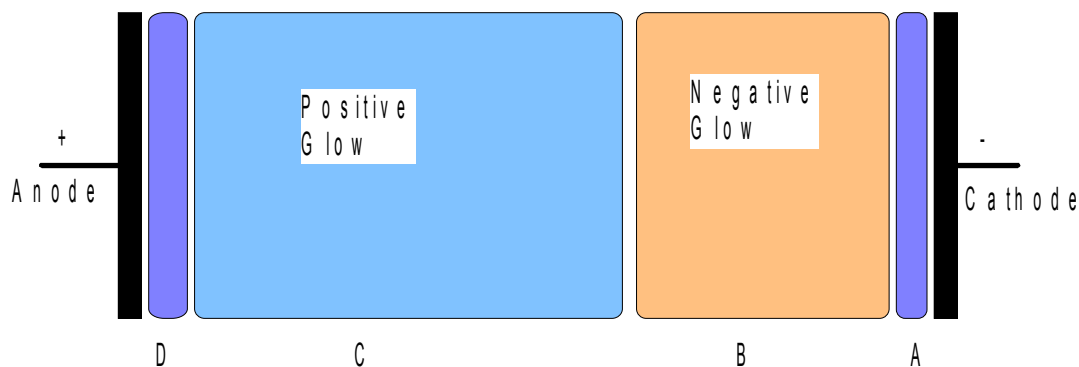 Positive
Glow
Negative
Glow
+
-
Anode
Cathode
D
C
B
A